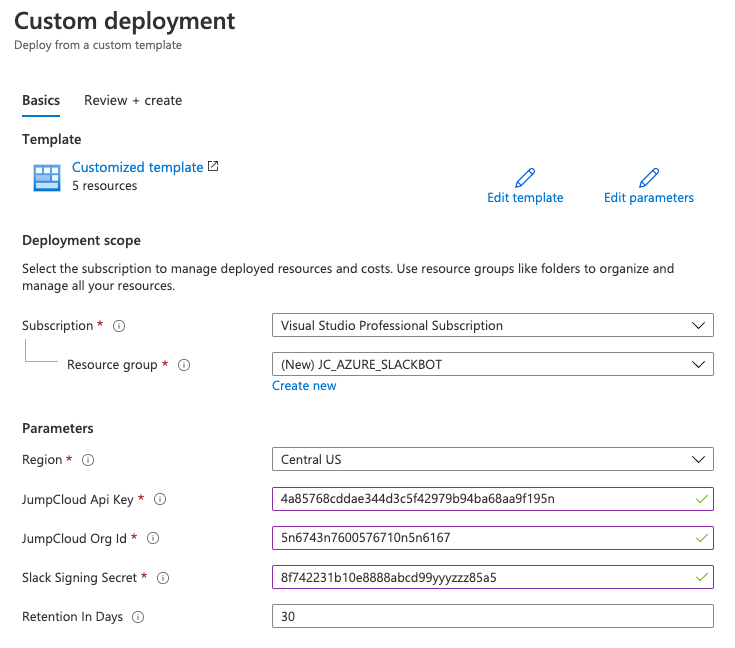 Custom deployment
Deploy from a custom template
Basics Review + create
Template
Customized template
5 resources
Edit template Edit parameters
Deployment scope
Select the subscription to manage deployed resources and costs. Use resource groups like folders to organize and
manage all your resources.
Subscription * Visual Studio Professional Subscription
Resource group * (New) JC_AZURE_SLACKBOT
Create new
Parameters
Region * Central US
JumpCloud Api Key * 4a85768cddae344d3c5f42979b94ba68aa9f195n
JumpCloud Org Id * 5n6743n7600576710n5n6167
Slack Signing Secret * 8f742231b10e8888abcd99yyyzzz85a5
Retention In Days 30